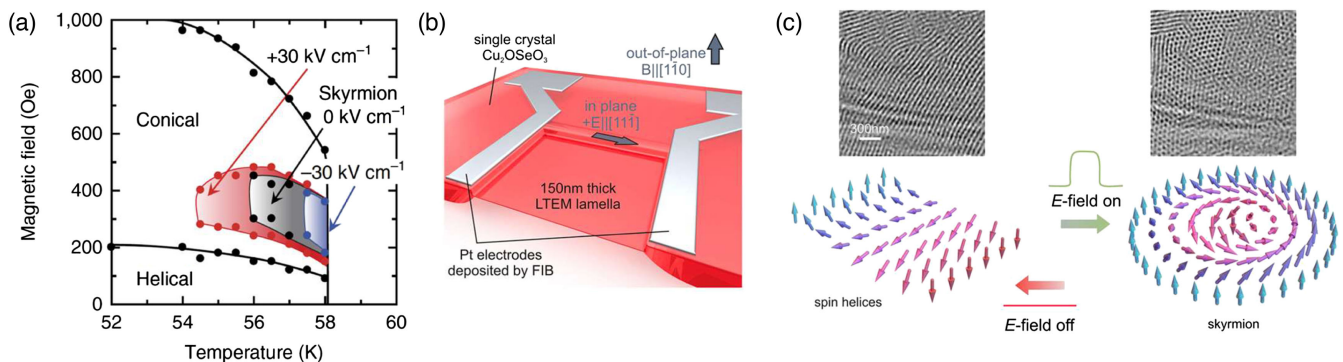 (a)
1,000
800
600
400
200
0
52
54
56
58
60
Magnetic field (Oe)
Temperature (K)
+30 kV cm⁻¹
Skyrmion
0 kV cm⁻¹
Conical
−30 kV cm⁻¹
Helical
(b)
single crystal
Cu₂OSeO₃
out-of-plane
B||[11̄0]
in plane
+E||[111̄]
150nm thick
LTEM lamella
Pt electrodes
deposited by FIB
(c)
300nm
E-field on
E-field off
spin helices
skyrmion